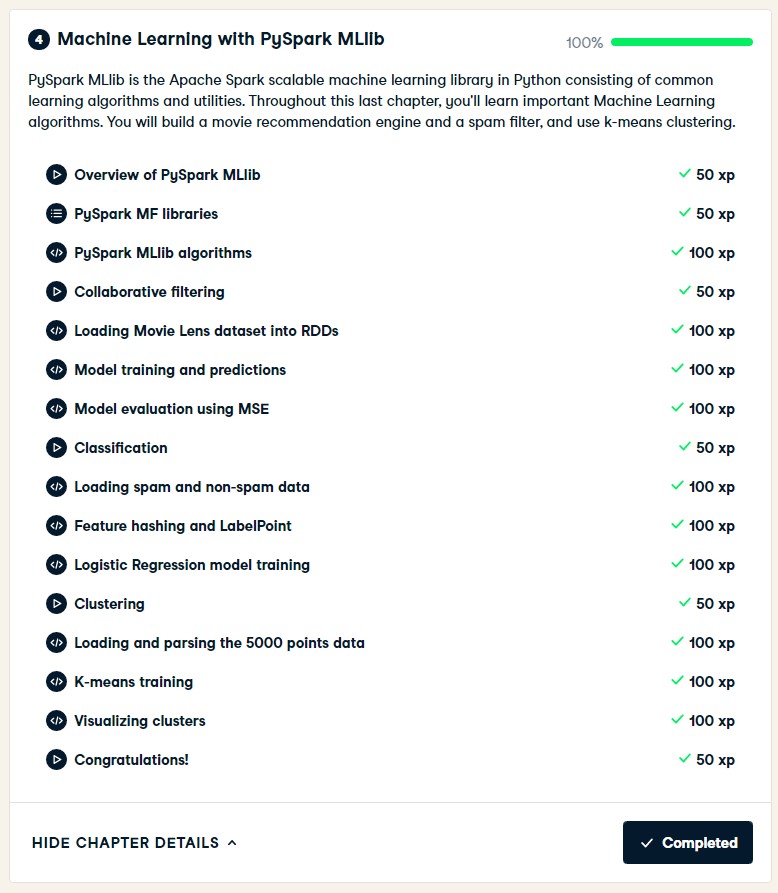 4 Machine Learning with PySpark MLlib 100%
PySpark MLlib is the Apache Spark scalable machine learning library in Python consisting of common
learning algorithms and utilities. Throughout this last chapter, you'll learn important Machine Learning
algorithms. You will build a movie recommendation engine and a spam filter, and use k-means clustering.
Overview of PySpark MLlib 50 xp
PySpark MF libraries 50 xp
PySpark MLlib algorithms 100 xp
Collaborative filtering 50 xp
Loading Movie Lens dataset into RDDs 100 xp
Model training and predictions 100 xp
Model evaluation using MSE 100 xp
Classification 50 xp
Loading spam and non-spam data 100 xp
Feature hashing and LabelPoint 100 xp
Logistic Regression model training 100 xp
Clustering 50 xp
Loading and parsing the 5000 points data 100 xp
K-means training 100 xp
Visualizing clusters 100 xp
Congratulations! 50 xp
HIDE CHAPTER DETAILS Completed